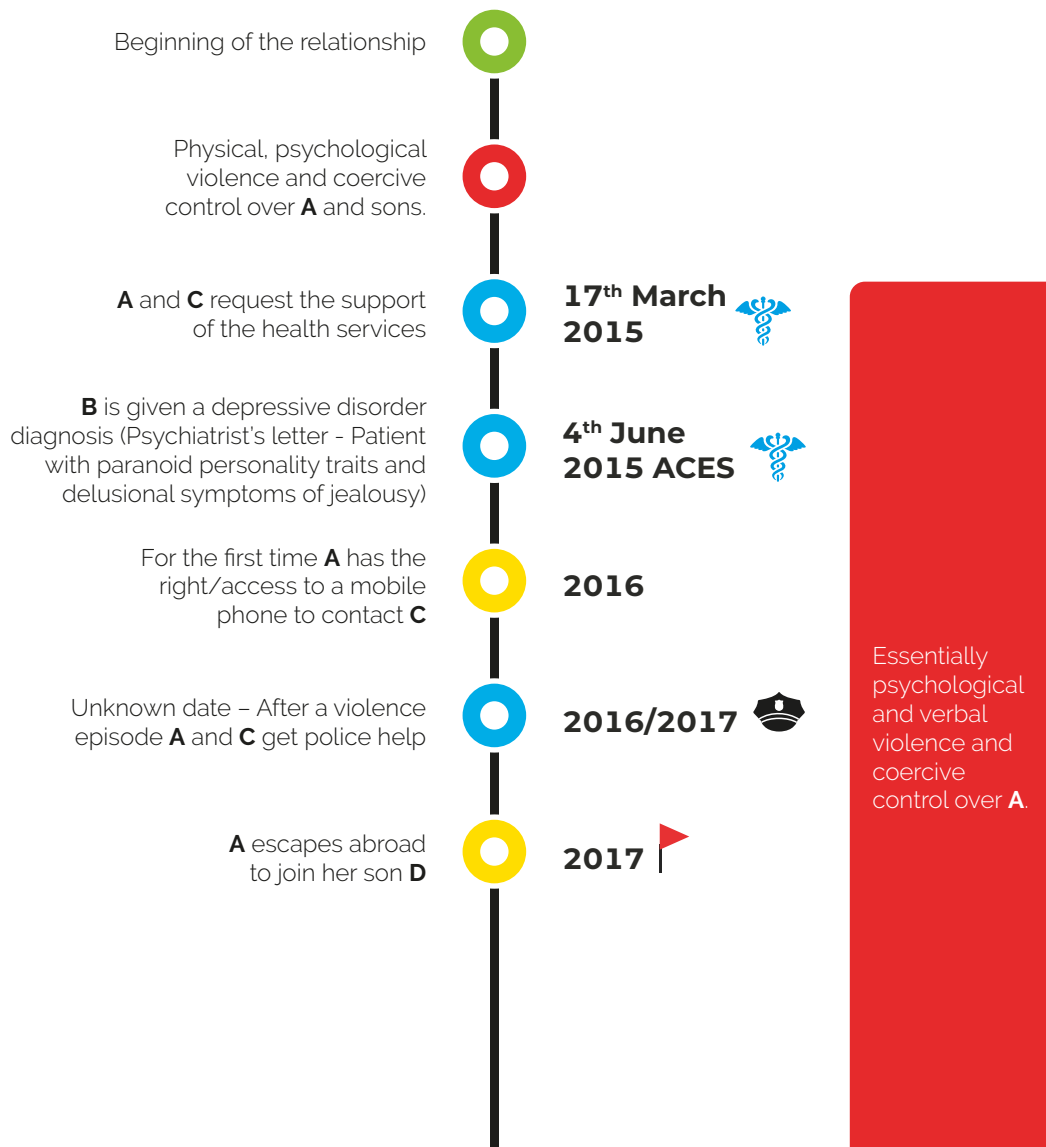 Beginning of the relationship
Physical, psychological
violence and coercive
control over A and sons.
A and C request the support
of the health services
17th March
2015
B is given a depressive disorder
diagnosis (Psychiatrist’s letter - Patient
with paranoid personality traits and
delusional symptoms of jealousy)
4th June
2015 ACES
For the first time A has the
right/access to a mobile
phone to contact C
2016
Unknown date – After a violence
episode A and C get police help
2016/2017
A escapes abroad
to join her son D
2017
Essentially
psychological
and verbal
violence and
coercive
control over A.